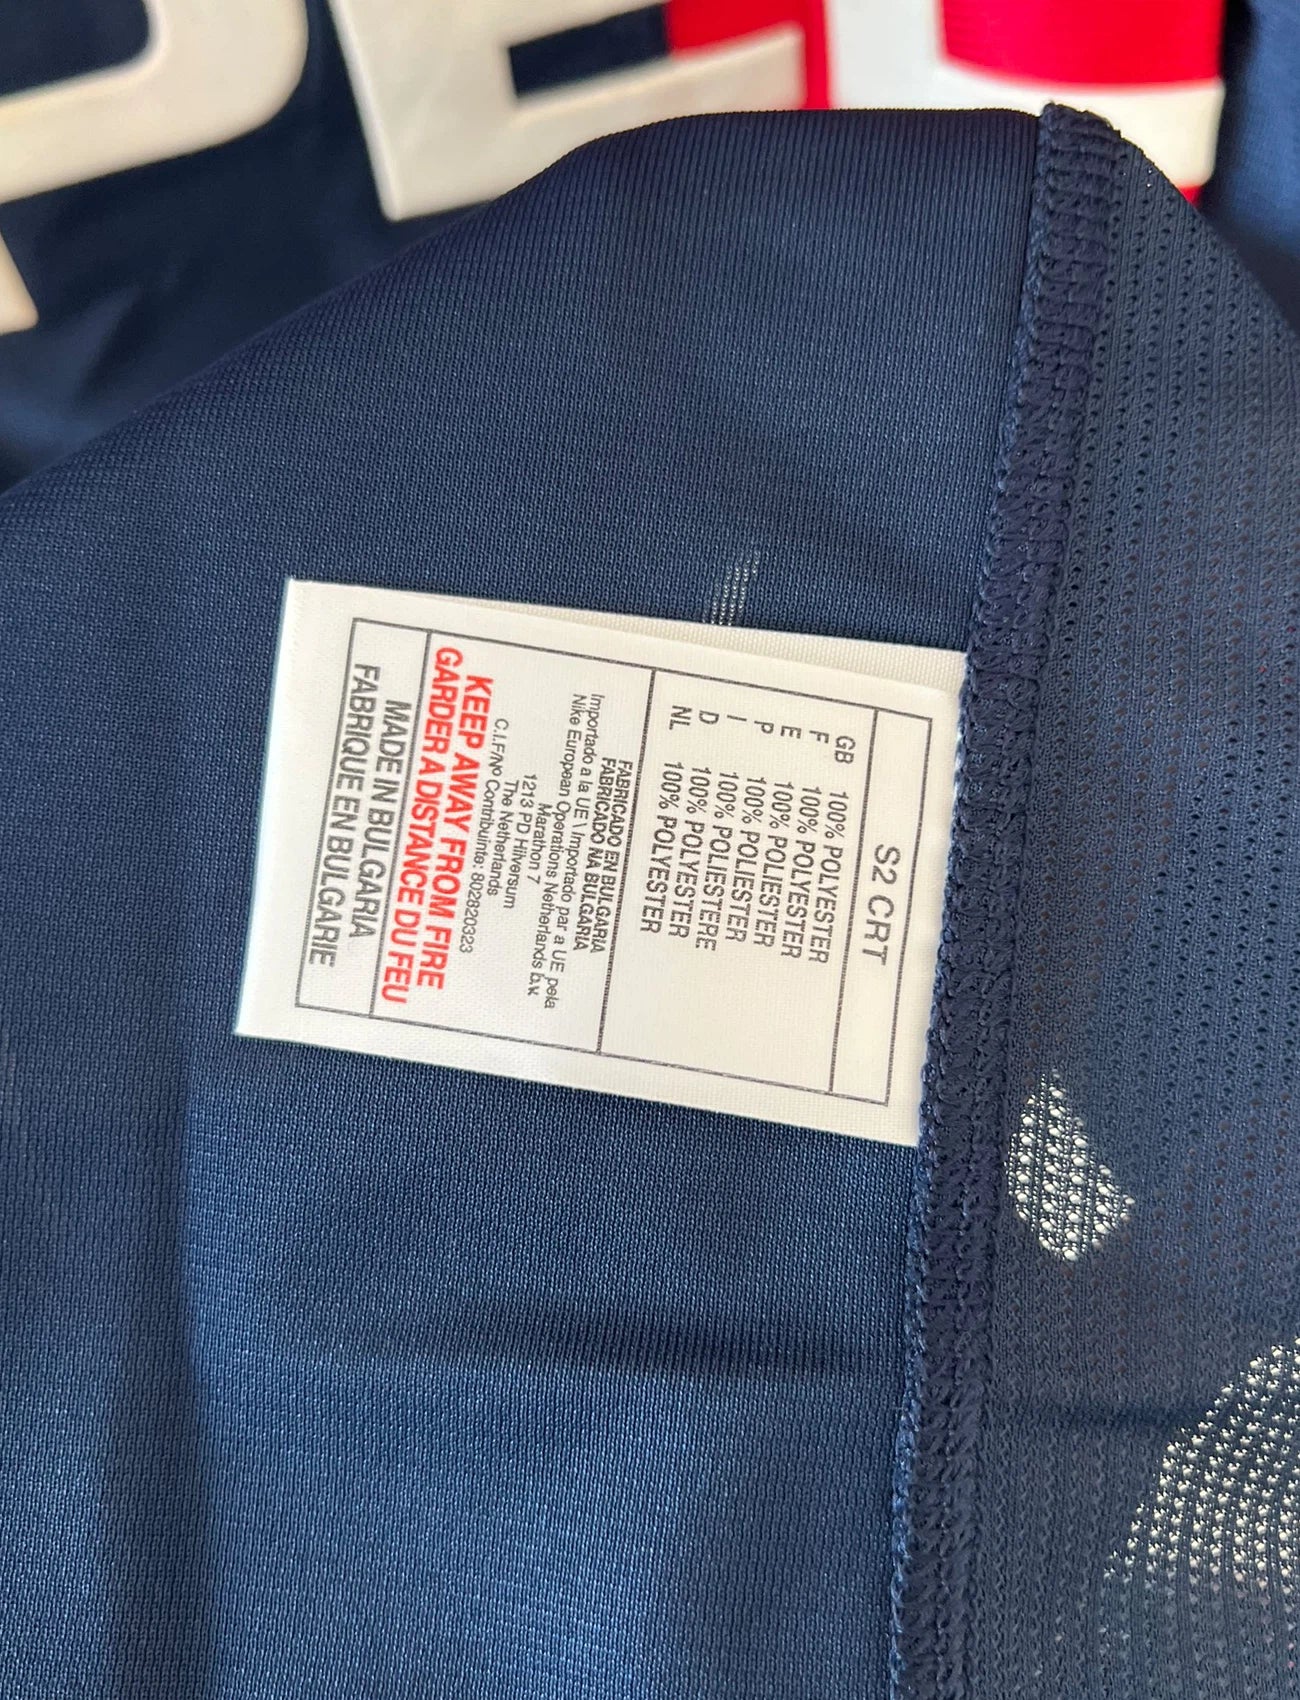 PEL
S2 CRT
GB 100% POLYESTER
F 100% POLYESTER
E 100% POLIESTER
P 100% POLIESTER
I 100% POLIESTERE
D 100% POLYESTER
NL 100% POLYESTER
FABRICADO EN BULGARIA
FABRICADO NA BULGÁRIA
Importado a la UE \ Importado par a UE pela
Nike European Operations Netherlands b.v.
Marathon 7
1213 PD Hilversum
The Netherlands
C.I.F/Nº Contribuinte: 802820323
KEEP AWAY FROM FIRE
GARDER A DISTANCE DU FEU
MADE IN BULGARIA
FABRIQUE EN BULGARIE